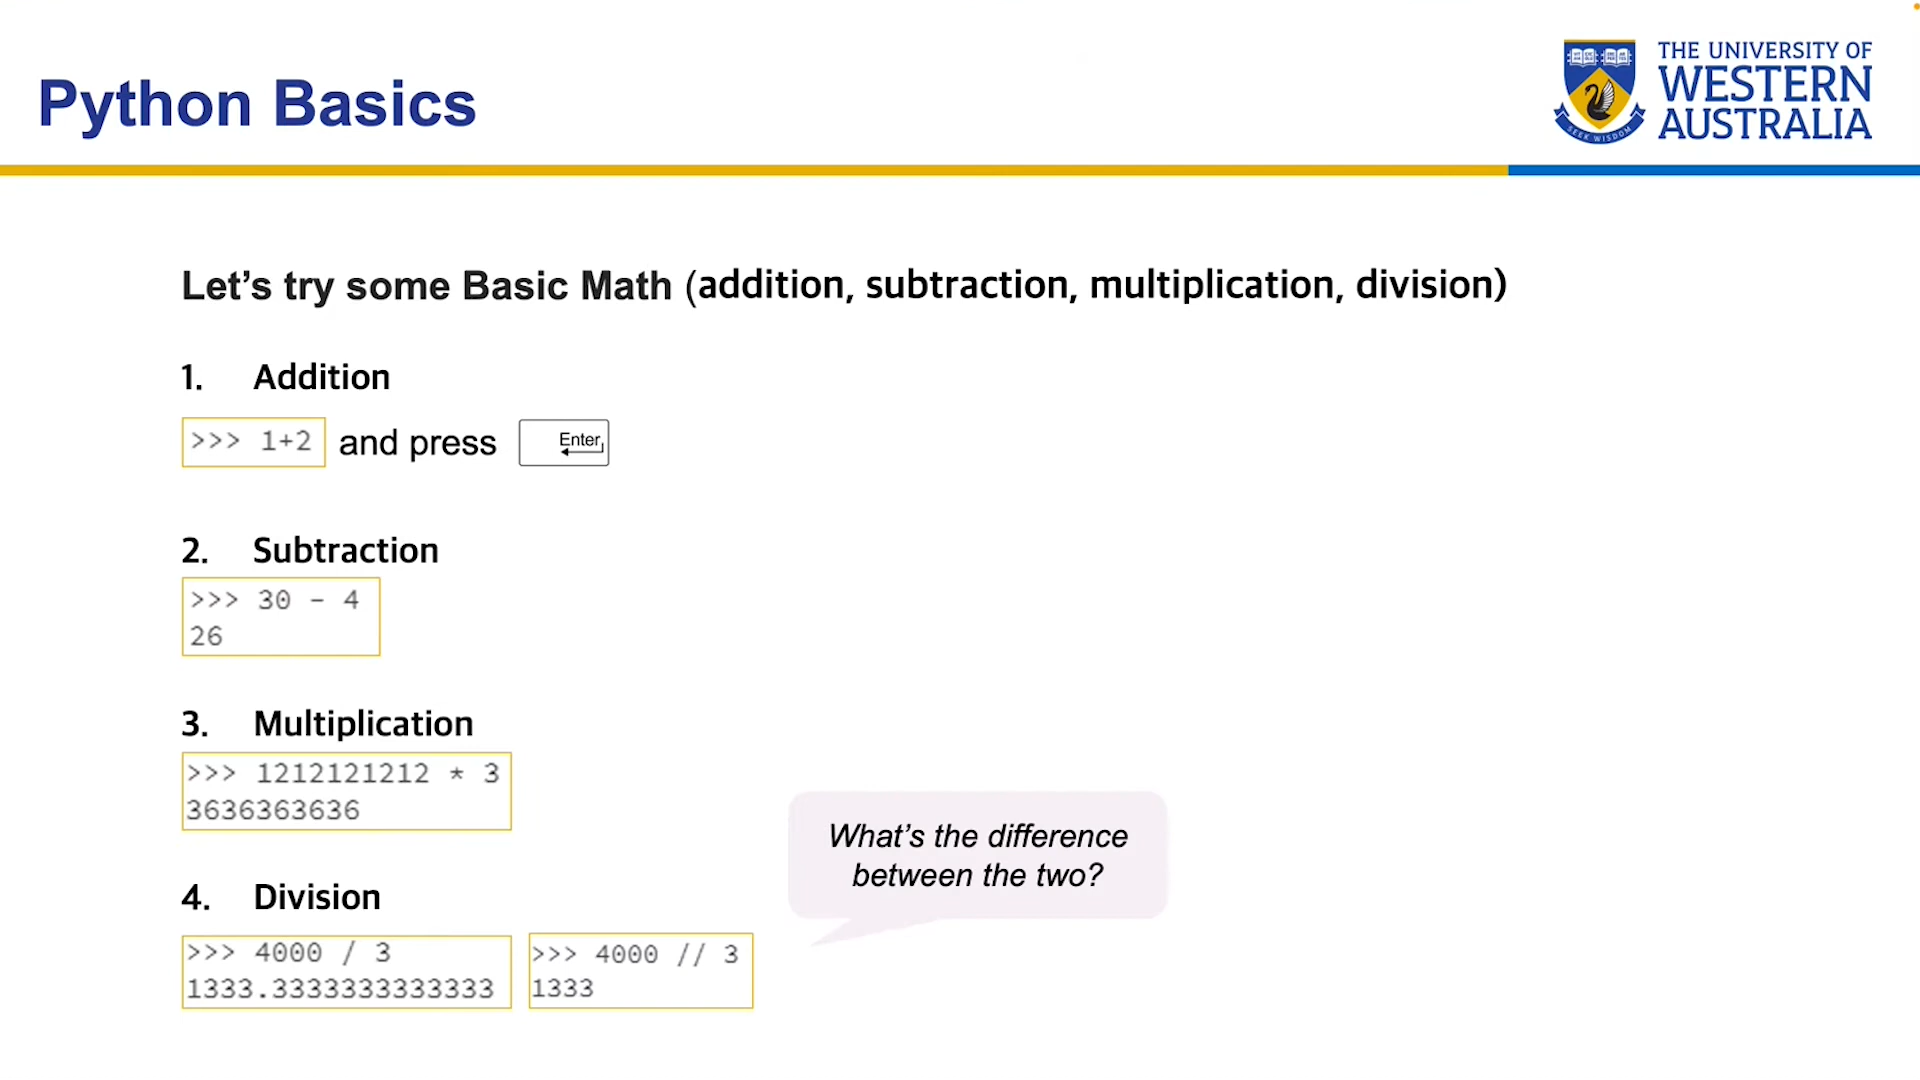 Python Basics
THE UNIVERSITY OF
WESTERN
AUSTRALIA
SEEK WISDOM
Let’s try some Basic Math (addition, subtraction, multiplication, division)
1. Addition
>>> 1+2 and press Enter
2. Subtraction
>>> 30 - 4
26
3. Multiplication
>>> 1212121212 * 3
3636363636
What’s the difference
between the two?
4. Division
>>> 4000 / 3
1333.3333333333333
>>> 4000 // 3
1333